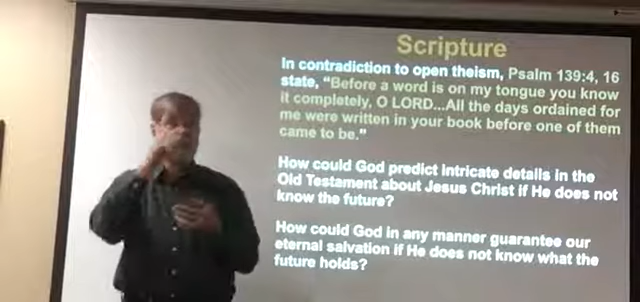 Scripture
In contradiction to open theism, Psalm 139:4, 16
state, “Before a word is on my tongue you know
it completely, O LORD...All the days ordained for
me were written in your book before one of them
came to be.”
How could God predict intricate details in the
Old Testament about Jesus Christ if He does not
know the future?
How could God in any manner guarantee our
eternal salvation if He does not know what the
future holds?